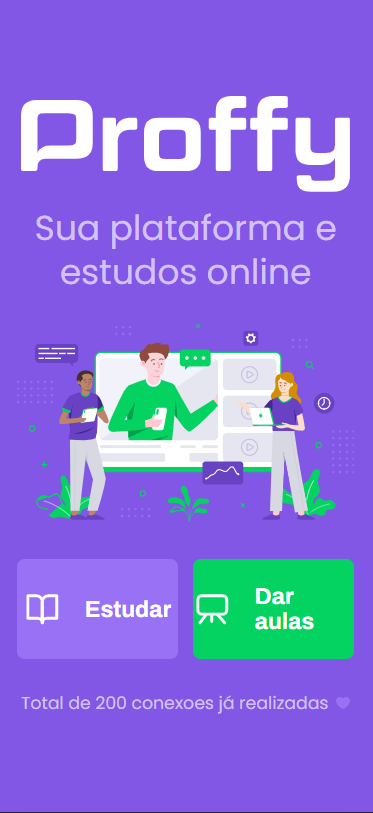 Proffy
Sua plataforma e
estudos online
Estudar
Dar
aulas
Total de 200 conexoes já realizadas